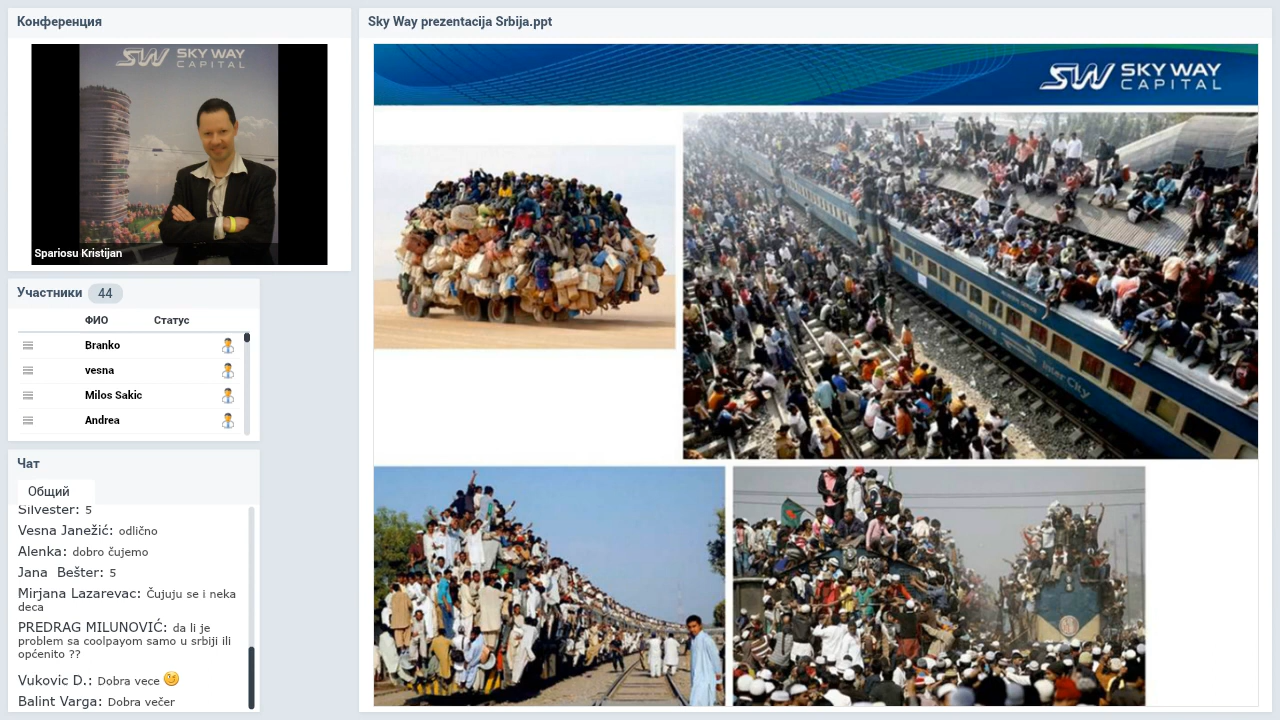 Конференция
SKY WAY
CAPITAL
Spariosu Kristijan
Участники 44
ФИО Статус
Branko
vesna
Milos Sakic
Andrea
Чат
Общий
Silvester: 5
Vesna Janežić: odlično
Alenka: dobro čujemo
Jana Bešter: 5
Mirjana Lazarevac: Čujuju se i neka
deca
PREDRAG MILUNOVIĆ: da li je
problem sa coolpayom samo u srbiji ili
općenito ??
Vukovic D.: Dobra vece
Balint Varga: Dobra večer
Sky Way prezentacija Srbija.ppt
SW SKY WAY
CAPITAL
Inter City